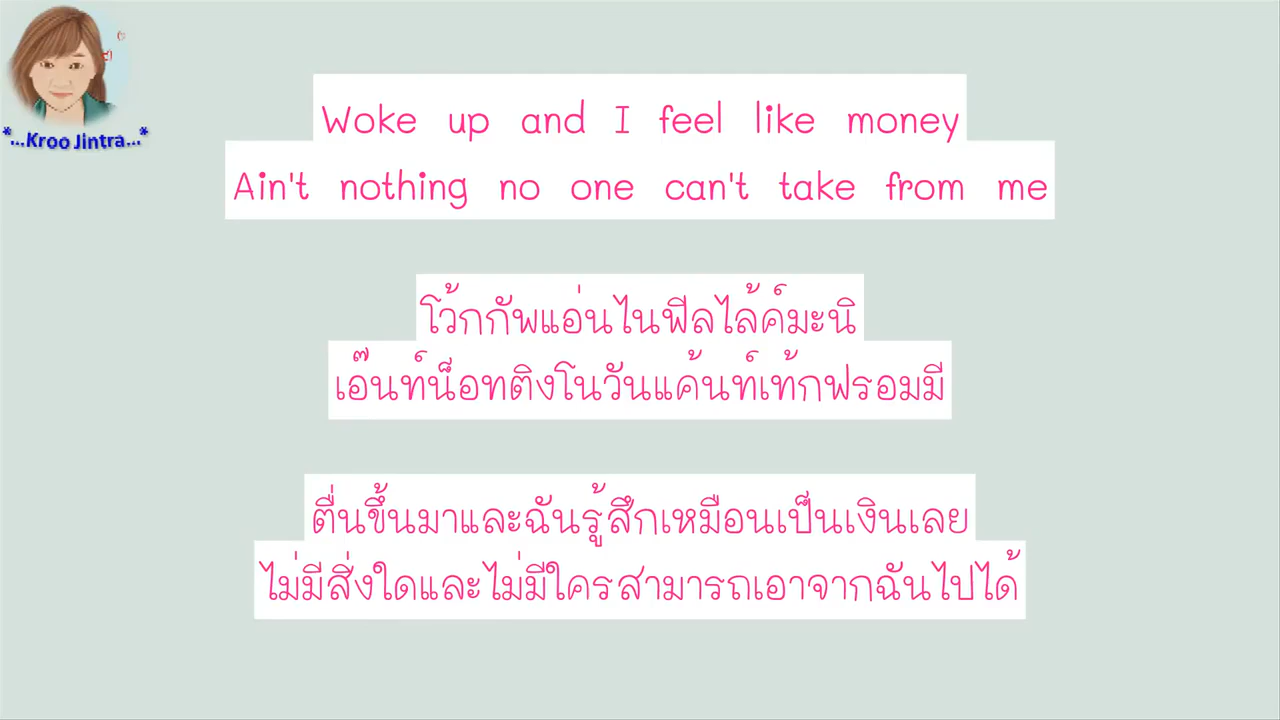 *...Kroo Jintra...*
Woke up and I feel like money
Ain't nothing no one can't take from me
โว้กกัพแอ่นไนฟีลไล้ค์มะนิ
เอ๊นท์น็อทติงโนวันแค้นท์เท้กฟรอมมี
ตื่นขึ้นมาและฉันรู้สึกเหมือนเป็นเงินเลย
ไม่มีสิ่งใดและไม่มีใครสามารถเอาจากฉันไปได้